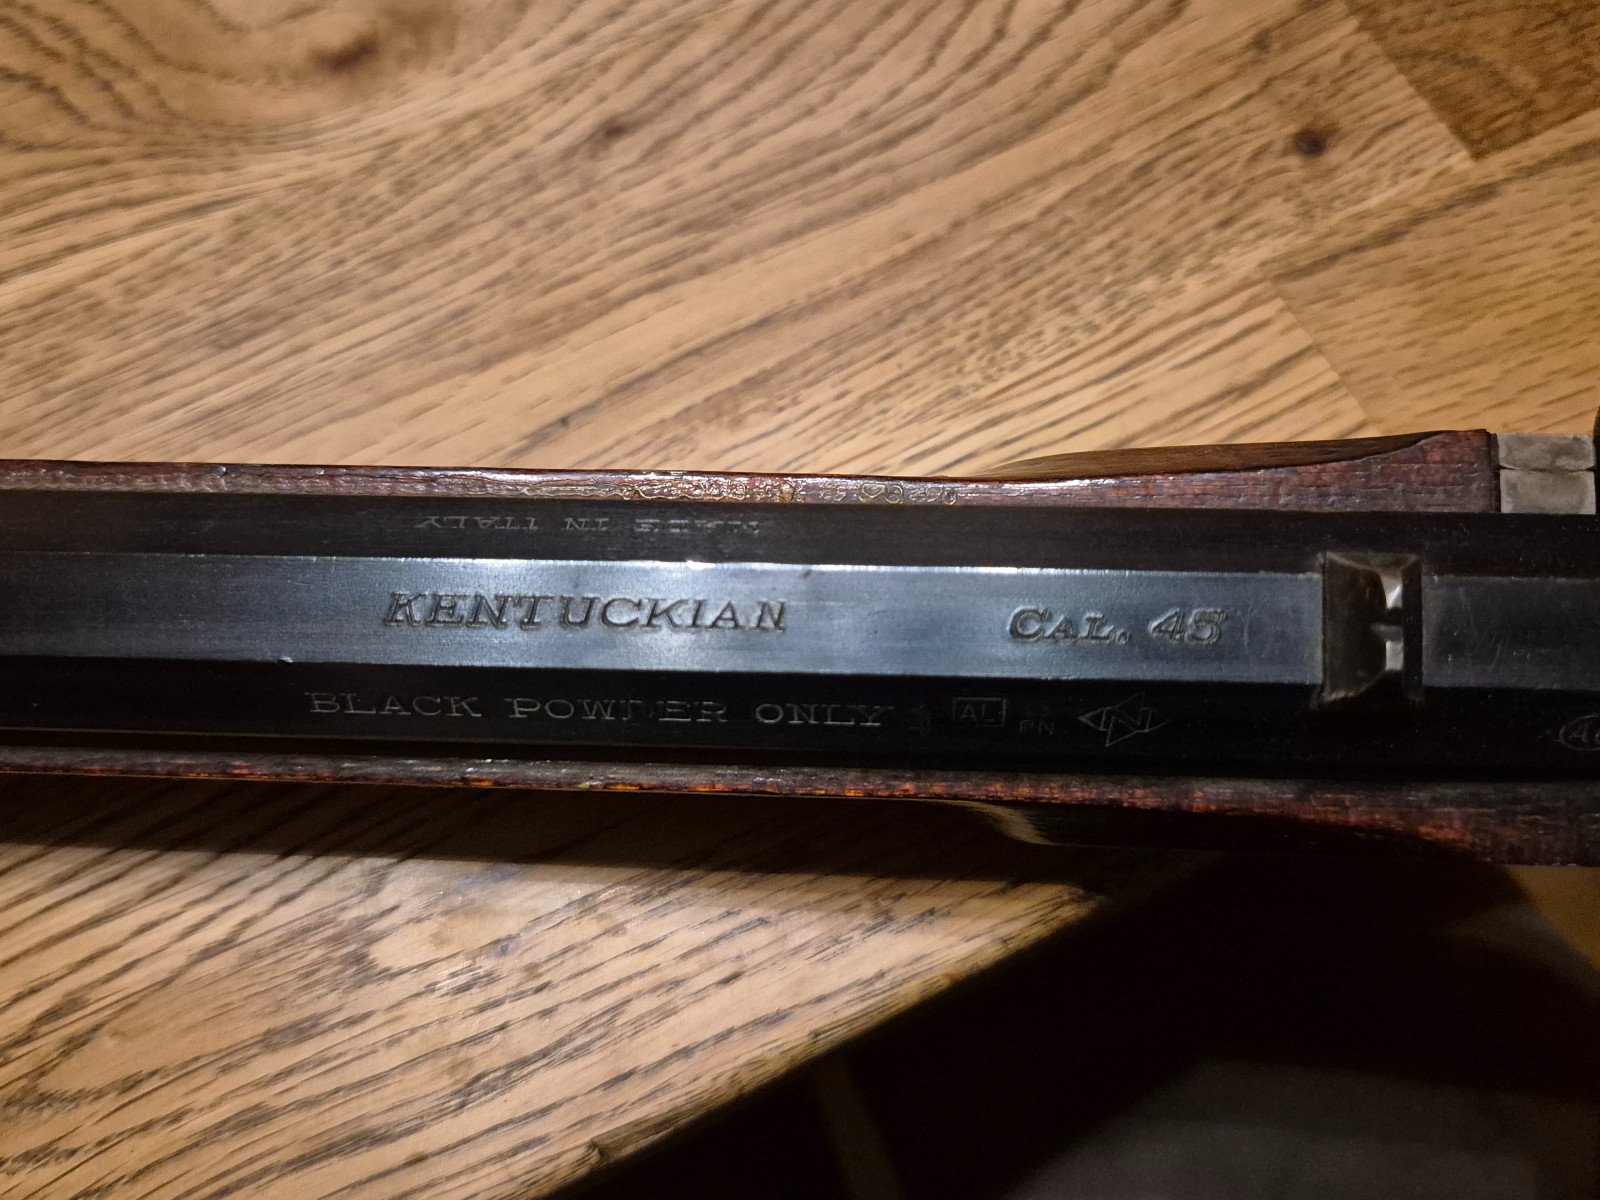 MADE IN ITALY
KENTUCKIAN CAL. 45
BLACK POWDER ONLY AL PN